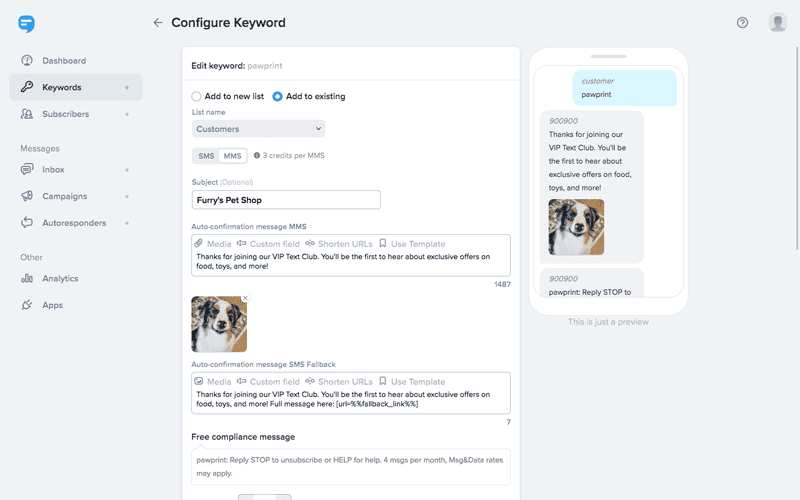 Configure Keyword
Dashboard
Keywords
Subscribers
Messages
Inbox
Campaigns
Autoresponders
Other
Analytics
Apps
Edit keyword: pawprint
Add to new list Add to existing
List name
Customers
SMS MMS 3 credits per MMS
Subject (Optional)
Furry's Pet Shop
Auto-confirmation message MMS
Media Custom field Shorten URLs Use Template
Thanks for joining our VIP Text Club. You'll be the first to hear about exclusive offers on
food, toys, and more!
1487
Auto-confirmation message SMS Fallback
Media Custom field Shorten URLs Use Template
Thanks for joining our VIP Text Club. You'll be the first to hear about exclusive offers on
food, toys, and more! Full message here: [url=%%fallback_link%%]
7
Free compliance message
pawprint: Reply STOP to unsubscribe or HELP for help. 4 msgs per month, Msg&Data rates
may apply.
customer
pawprint
900900
Thanks for joining our
VIP Text Club. You'll be
the first to hear about
exclusive offers on food,
toys, and more!
900900
pawprint: Reply STOP to
This is just a preview